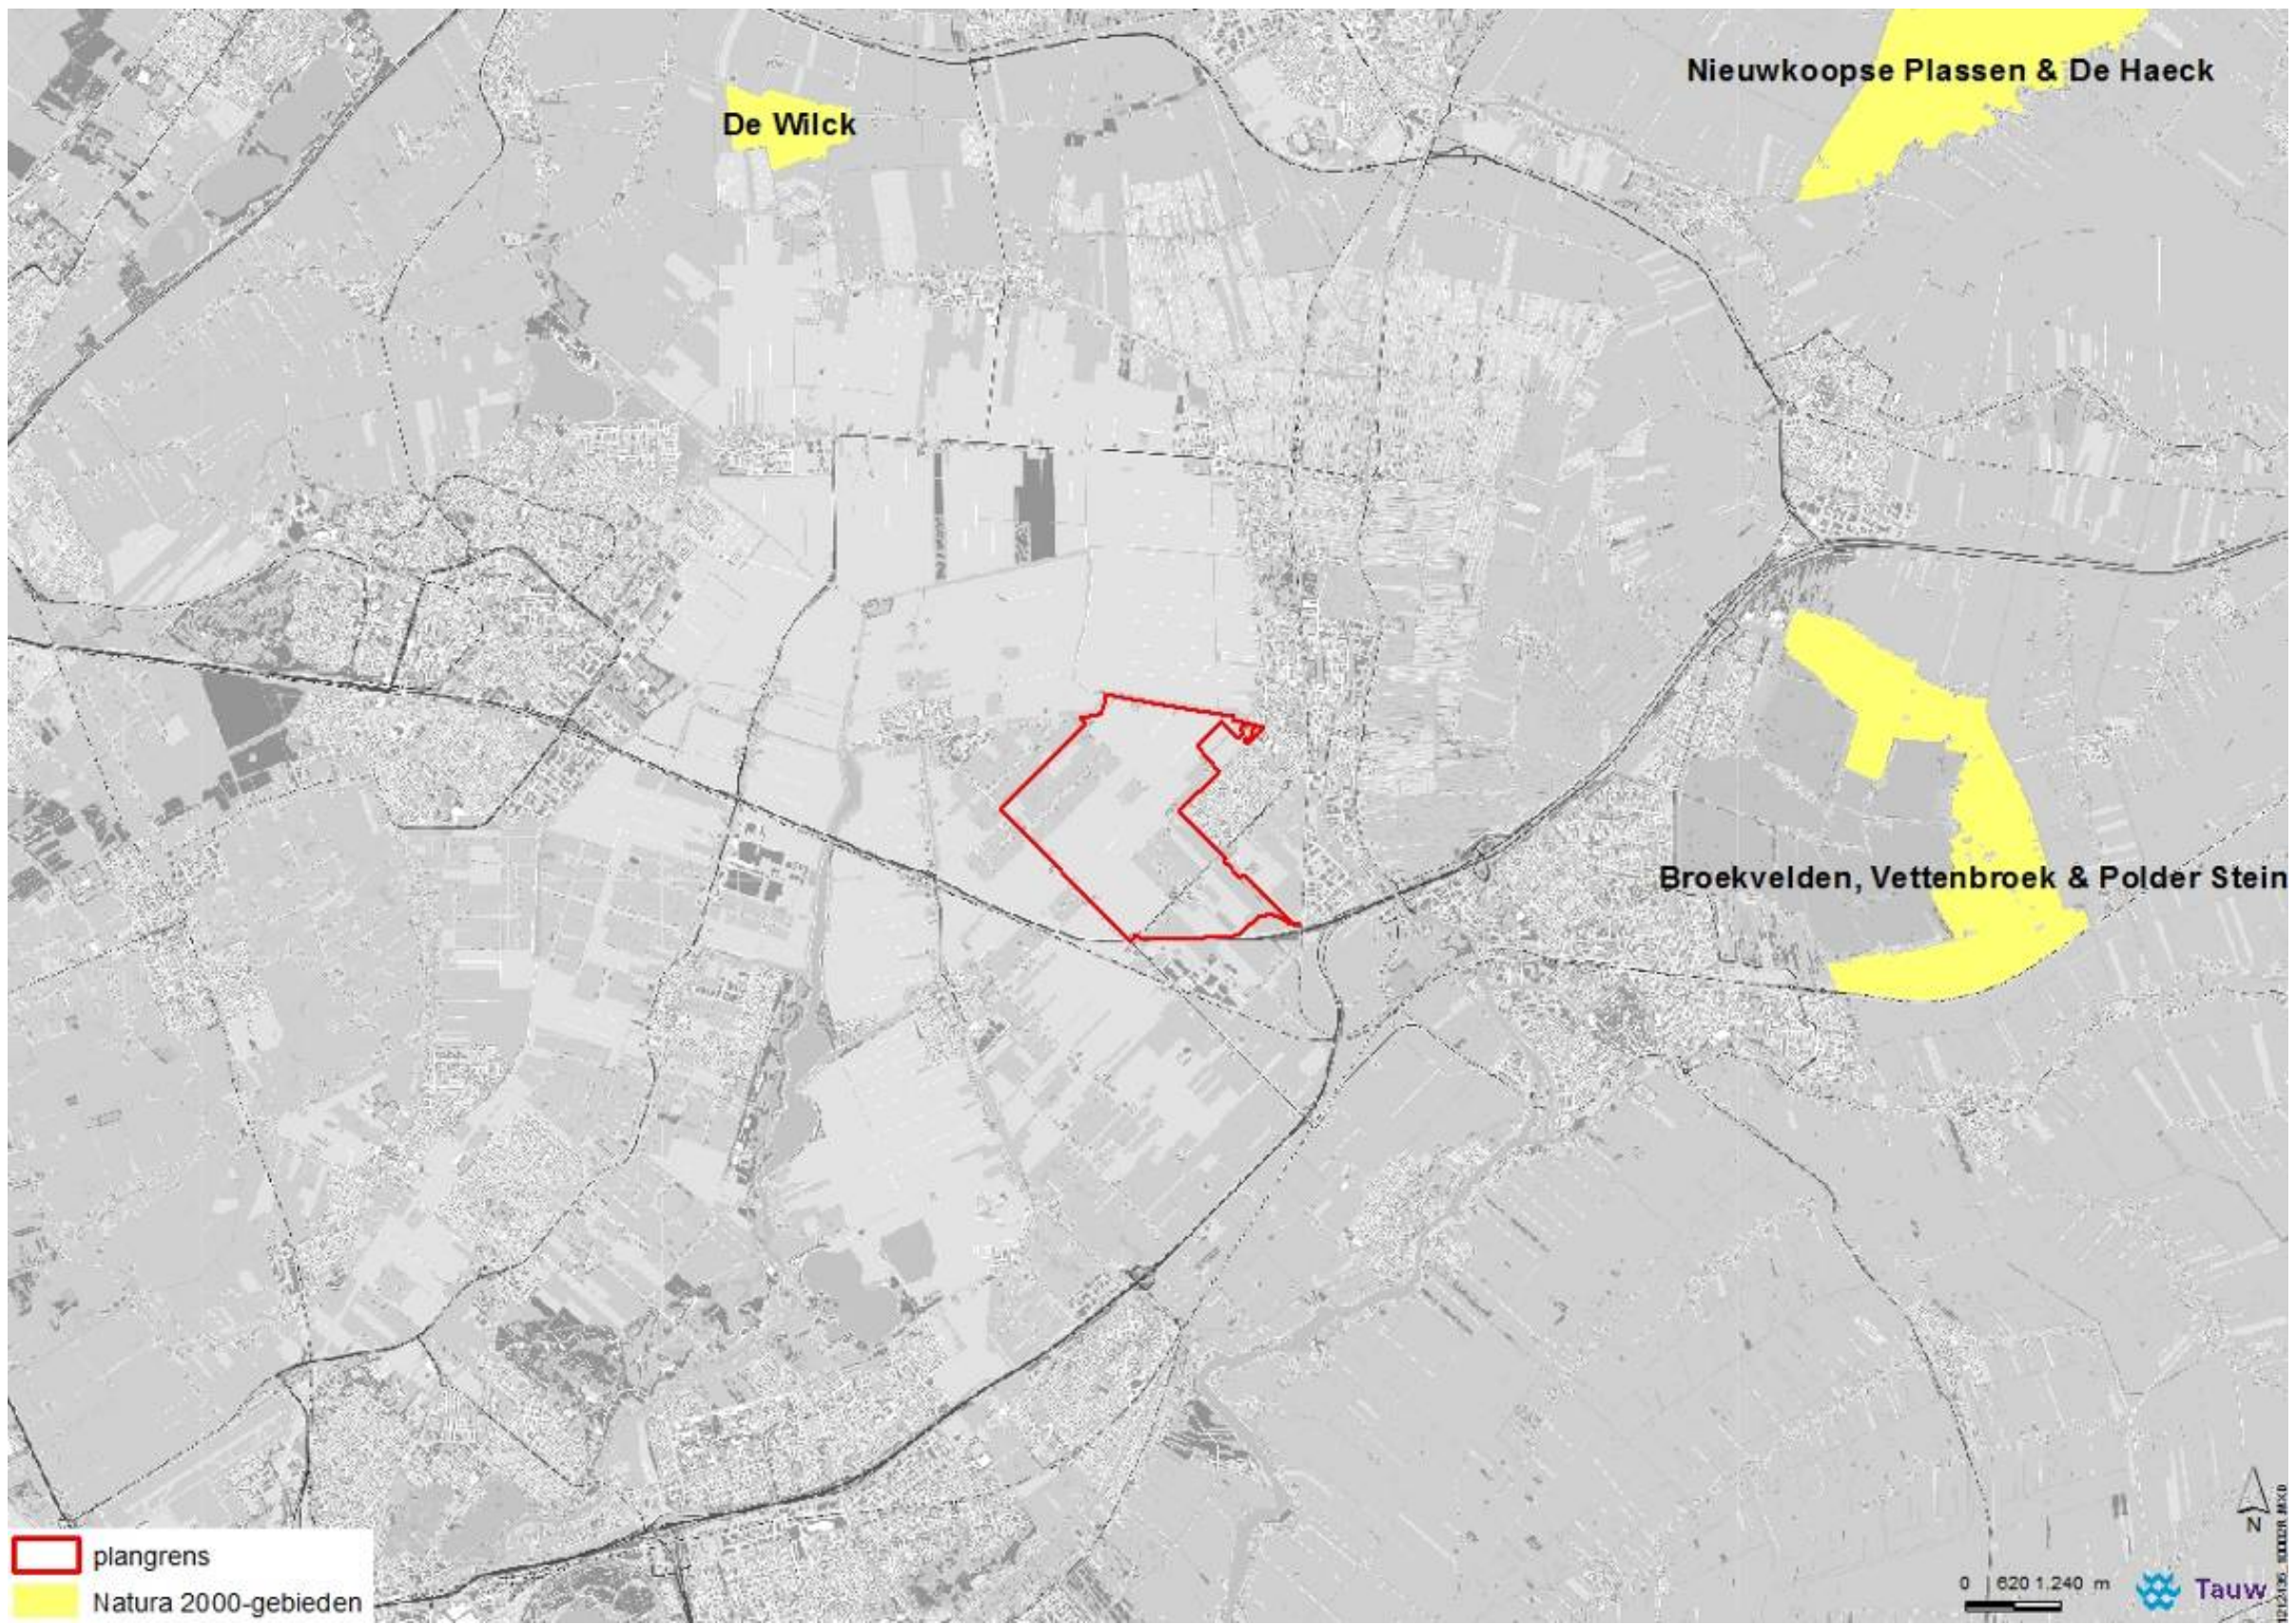 Nieuwkoopse Plassen & De Haeck
De Wilck
Broekvelden, Vettenbroek & Polder Stein
plangrens
Natura 2000-gebieden
N
0 620 1.240 m
Tauw